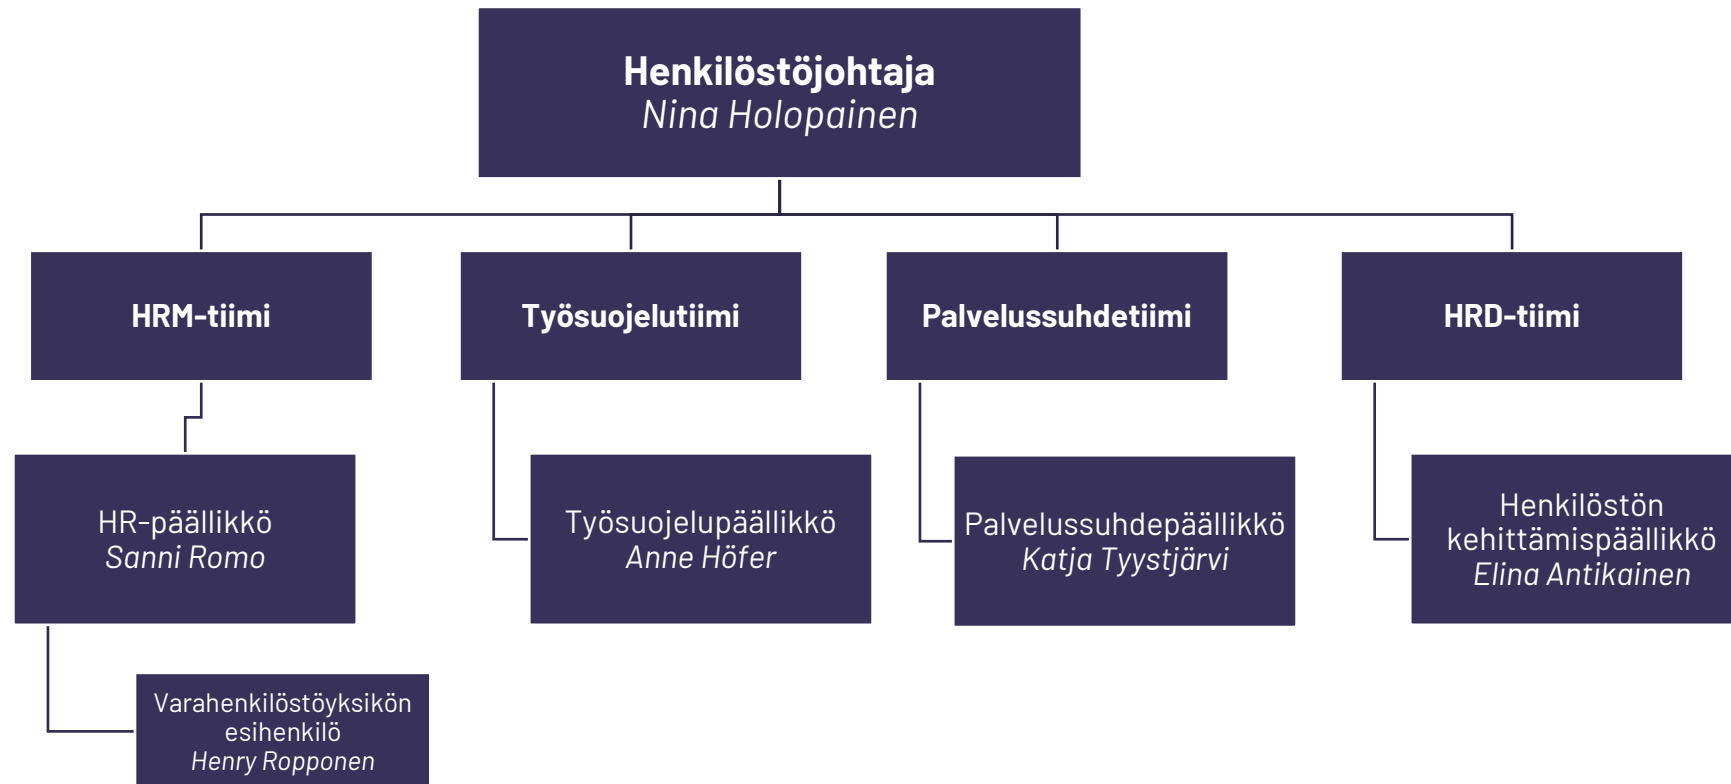 Henkilöstöjohtaja
Nina Holopainen
HRM-tiimi
Työsuojelutiimi
Palvelussuhdetiimi
HRD-tiimi
HR-päällikkö
Sanni Romo
Työsuojelupäällikkö
Anne Höfer
Palvelussuhdepäällikkö
Katja Tyystjärvi
Henkilöstön
kehittämispäällikkö
Elina Antikainen
Varahenkilöstöyksikön
esihenkilö
Henry Ropponen